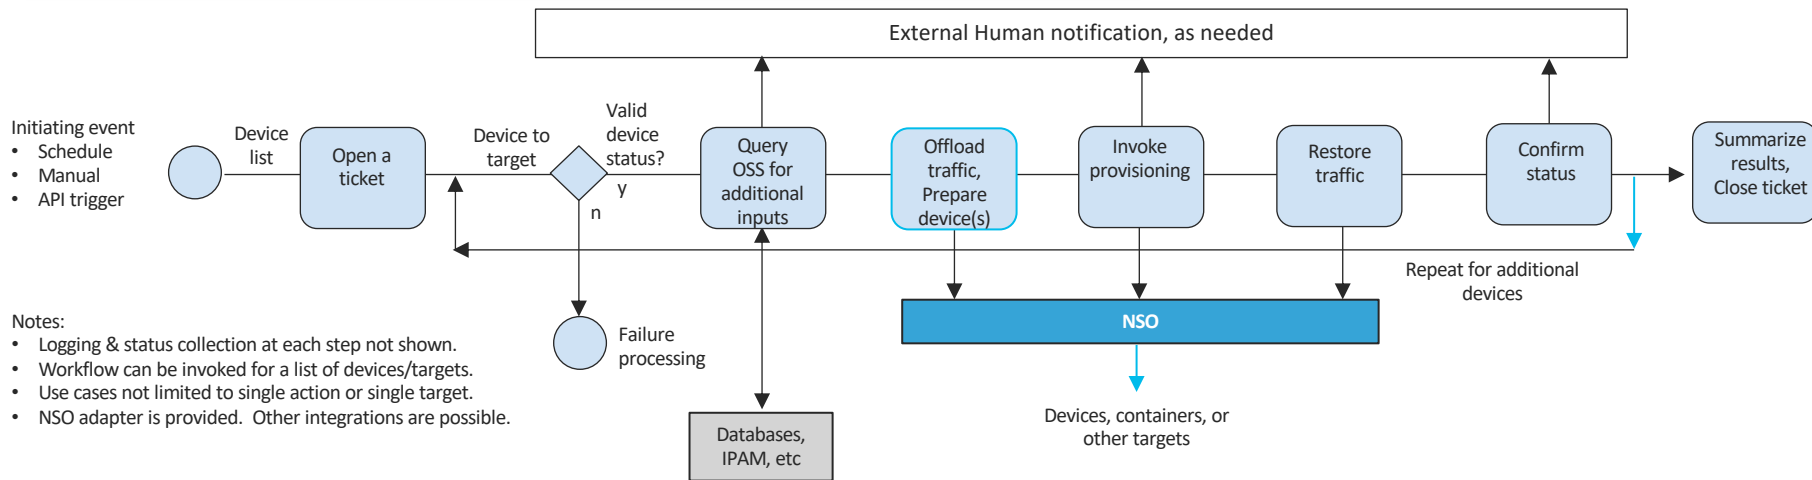 External Human notification, as needed
Initiating event
• Schedule
• Manual
• API trigger
Device
list
Open a
ticket
Device to
target
Valid
device
status?
y
n
Query
OSS for
additional
inputs
Offload
traffic,
Prepare
device(s)
Invoke
provisioning
Restore
traffic
Confirm
status
Summarize
results,
Close ticket
Repeat for additional
devices
NSO
Failure
processing
Notes:
• Logging & status collection at each step not shown.
• Workflow can be invoked for a list of devices/targets.
• Use cases not limited to single action or single target.
• NSO adapter is provided.  Other integrations are possible.
Databases,
IPAM, etc
Devices, containers, or
other targets